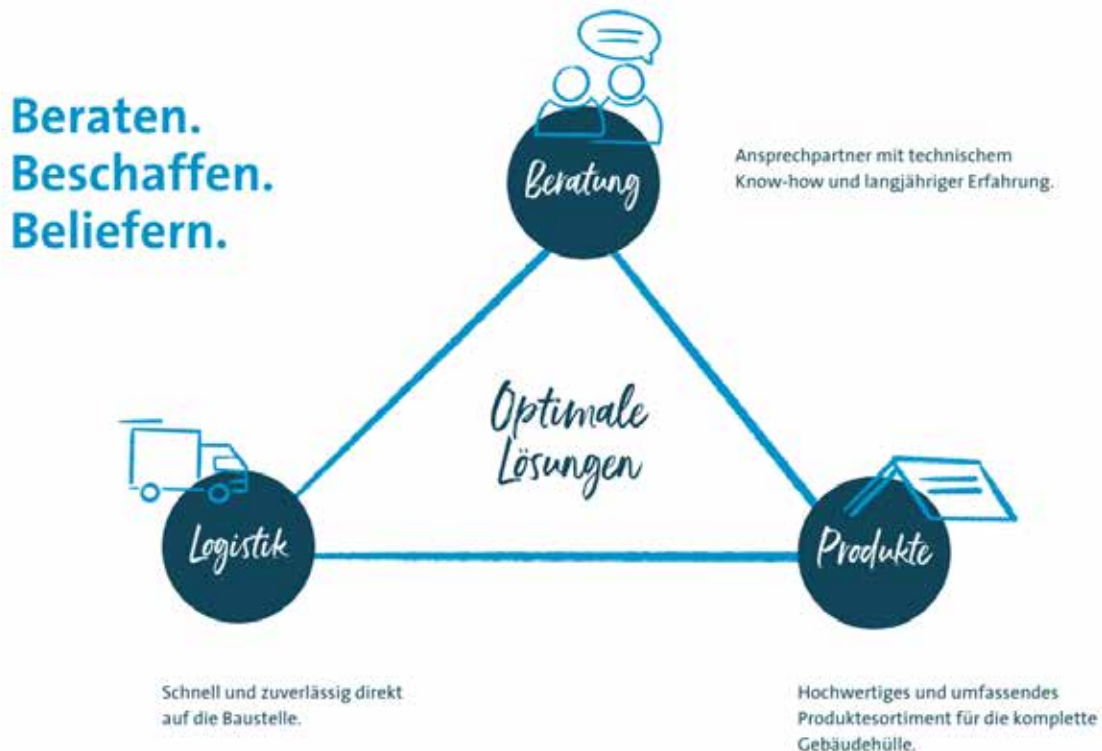 Beraten.
Beschaffen.
Beliefern.
Beratung
Ansprechpartner mit technischem
Know-how und langjähriger Erfahrung.
Optimale
Lösungen
Logistik
Produkte
Schnell und zuverlässig direkt
auf die Baustelle.
Hochwertiges und umfassendes
Produktesortiment für die komplette
Gebäudehülle.